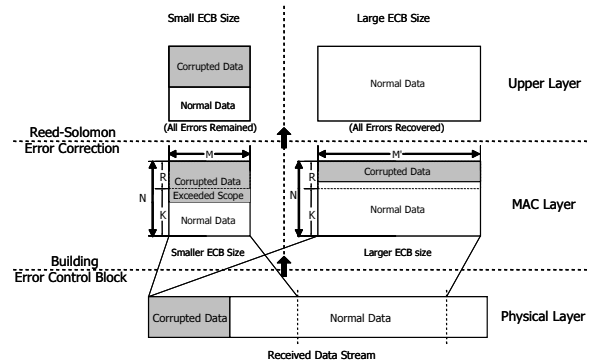 Small ECB Size
Large ECB Size
Corrupted Data
Normal Data
Normal Data
Upper Layer
(All Errors Remained)
(All Errors Recovered)
Reed-Solomon
Error Correction
M
M'
N
R
K
Corrupted Data
Exceeded Scope
Normal Data
N
R
K
Corrupted Data
Normal Data
MAC Layer
Smaller ECB Size
Larger ECB size
Building
Error Control Block
Corrupted Data
Normal Data
Physical Layer
Received Data Stream